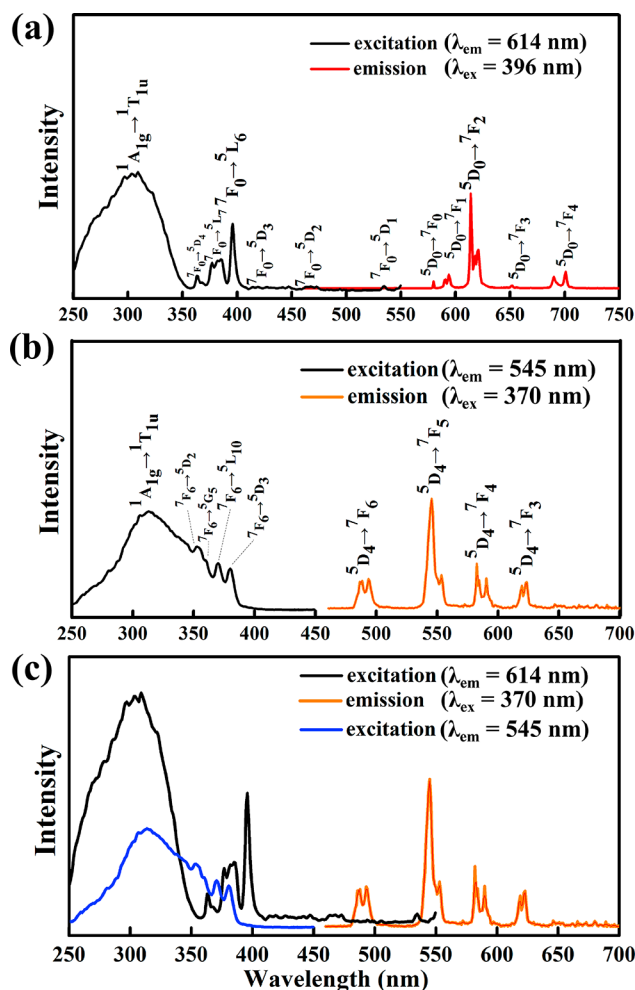 (a)
excitation (λem = 614 nm)
emission (λex = 396 nm)
Intensity
¹A1g→¹T1u
⁷F0→⁵D4
⁷F0→⁵L7
⁷F0→⁵L6
⁷F0→⁵D3
⁷F0→⁵D2
⁷F0→⁵D1
⁵D0→⁷F0
⁵D0→⁷F1
⁵D0→⁷F2
⁵D0→⁷F3
⁵D0→⁷F4
250 300 350 400 450 500 550 600 650 700 750
(b)
excitation (λem = 545 nm)
emission (λex = 370 nm)
Intensity
¹A1g→¹T1u
⁷F6→⁵D2
⁷F6→⁵G5
⁷F6→⁵L10
⁷F6→⁵D3
⁵D4→⁷F6
⁵D4→⁷F5
⁵D4→⁷F4
⁵D4→⁷F3
250 300 350 400 450 500 550 600 650 700
(c)
excitation (λem = 614 nm)
emission (λex = 370 nm)
excitation (λem = 545 nm)
Intensity
250 300 350 400 450 500 550 600 650 700
Wavelength (nm)